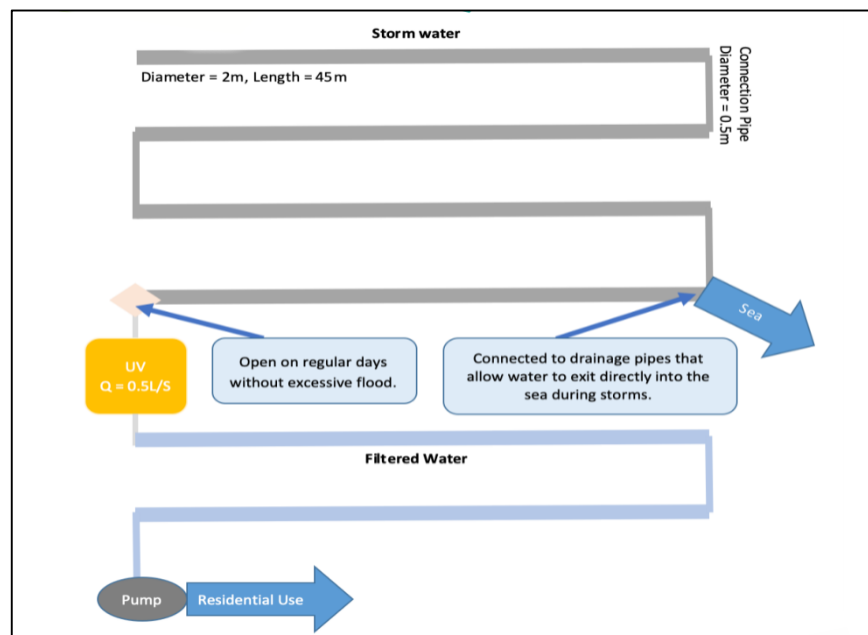 Storm water
Diameter = 2m, Length = 45m
Connection Pipe
Diameter = 0.5m
Sea
UV
Q = 0.5L/S
Open on regular days
without excessive flood.
Connected to drainage pipes that
allow water to exit directly into the
sea during storms.
Filtered Water
Pump
Residential Use